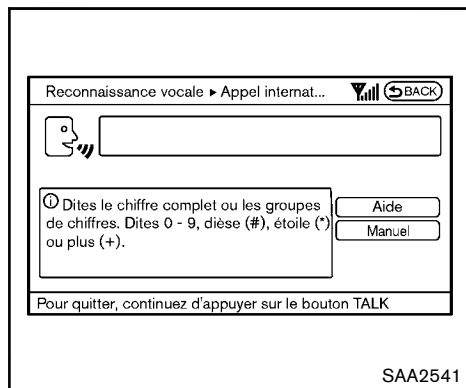 Reconnaissance vocale ▸ Appel internat...
BACK
Dites le chiffre complet ou les groupes
de chiffres. Dites 0 - 9, dièse (#), étoile (*)
ou plus (+).
Aide
Manuel
Pour quitter, continuez d'appuyer sur le bouton TALK
SAA2541